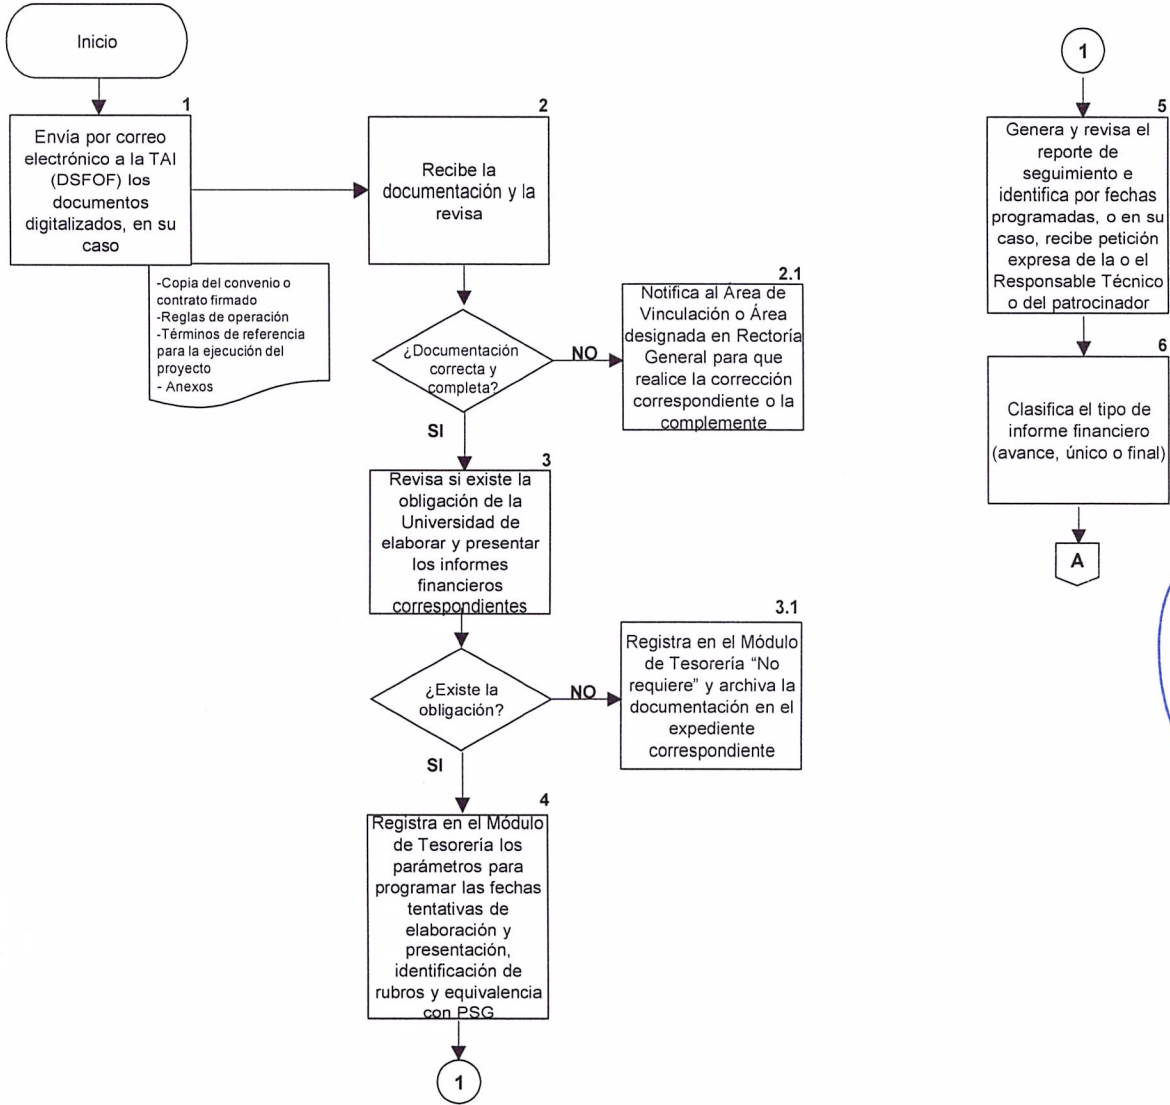 Inicio
1
Envía por correo
electrónico a la TAI
(DSFOF) los
documentos
digitalizados, en su
caso
-Copia del convenio o
contrato firmado
-Reglas de operación
-Términos de referencia
para la ejecución del
proyecto
- Anexos
2
Recibe la
documentación y la
revisa
¿Documentación
correcta y
completa?
NO
2.1
Notifica al Área de
Vinculación o Área
designada en Rectoría
General para que
realice la corrección
correspondiente o la
complemente
SI
3
Revisa si existe la
obligación de la
Universidad de
elaborar y presentar
los informes
financieros
correspondientes
¿Existe la
obligación?
NO
3.1
Registra en el Módulo
de Tesorería “No
requiere” y archiva la
documentación en el
expediente
correspondiente
SI
4
Registra en el Módulo
de Tesorería los
parámetros para
programar las fechas
tentativas de
elaboración y
presentación,
identificación de
rubros y equivalencia
con PSG
1
1
5
Genera y revisa el
reporte de
seguimiento e
identifica por fechas
programadas, o en su
caso, recibe petición
expresa de la o el
Responsable Técnico
o del patrocinador
6
Clasifica el tipo de
informe financiero
(avance, único o final)
A